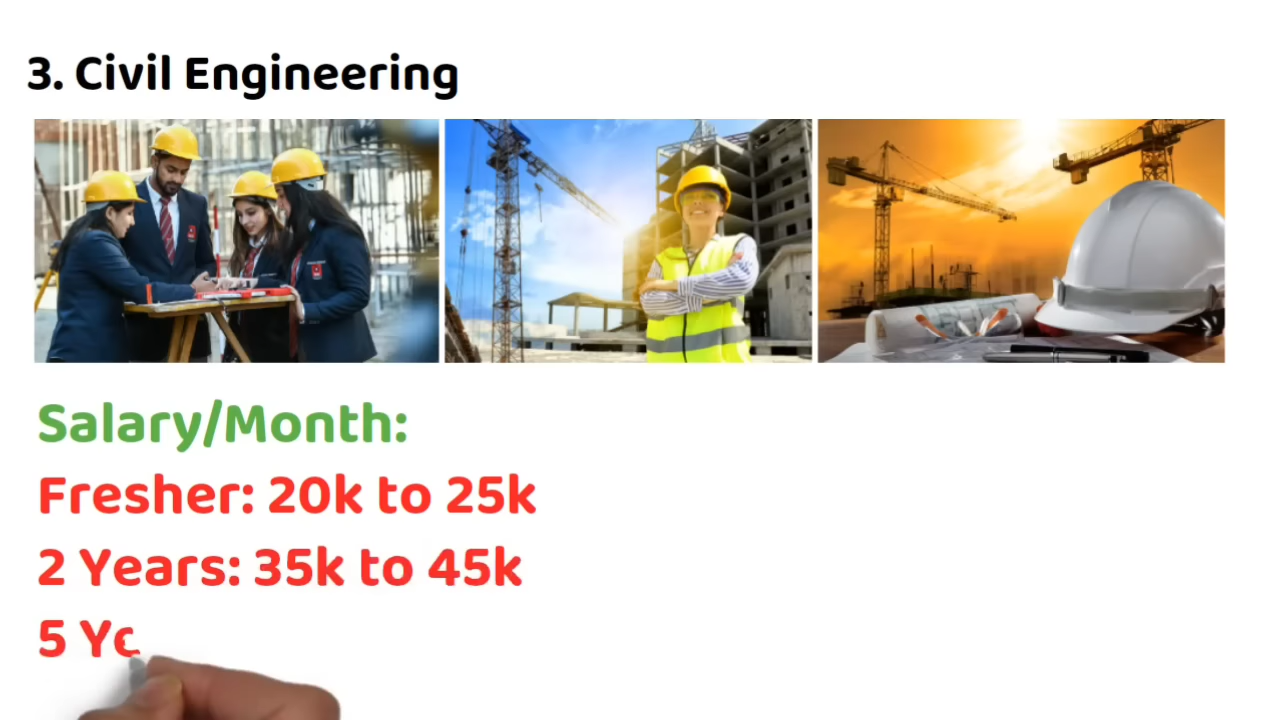 3. Civil Engineering
Salary/Month:
Fresher: 20k to 25k
2 Years: 35k to 45k
5